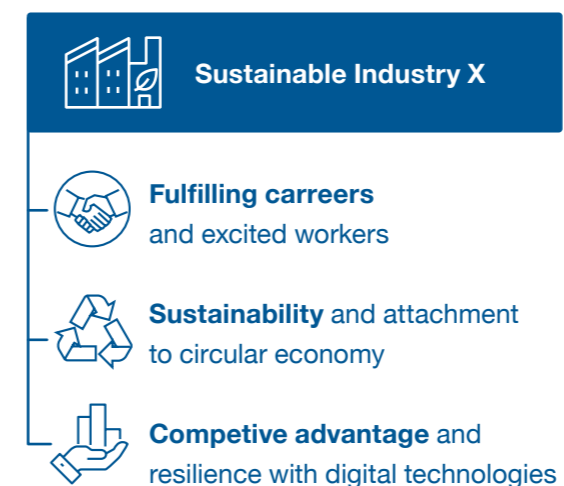 Sustainable Industry X
Fulfilling carreers
and excited workers
Sustainability and attachment
to circular economy
Competive advantage and
resilience with digital technologies